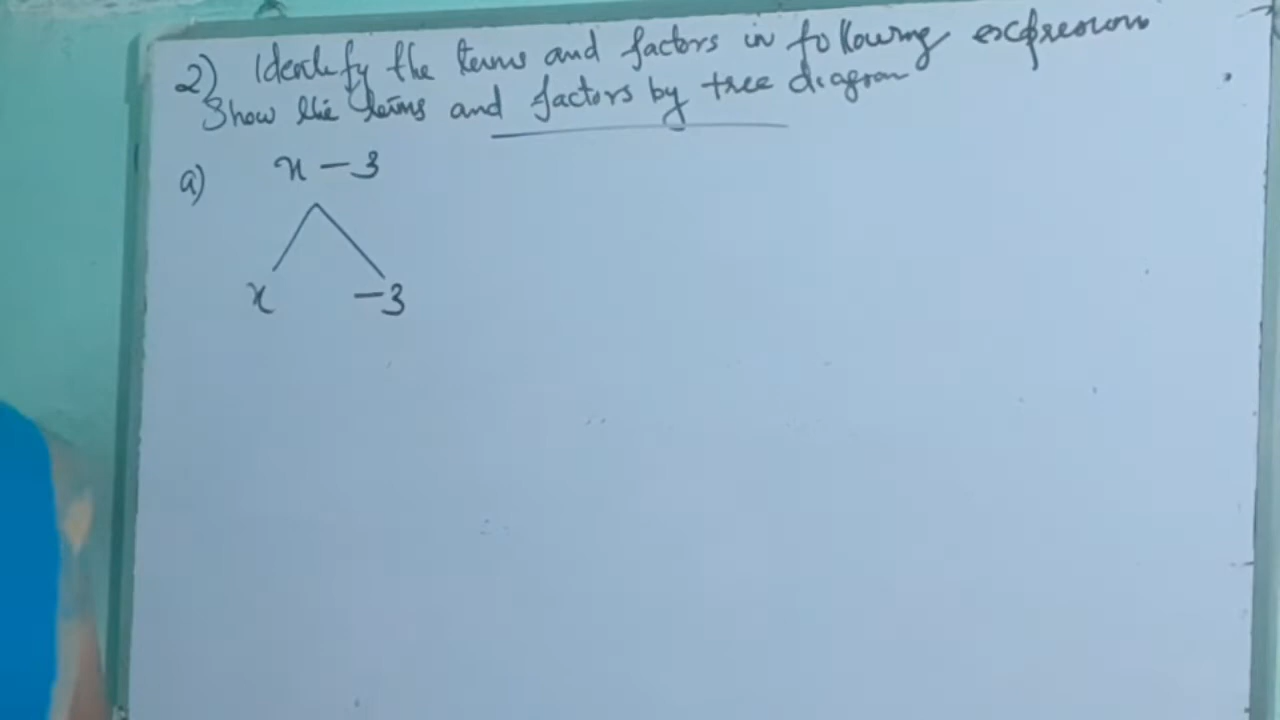 2) Identify the terms and factors in following expression
Show the terms and factors by tree diagram
a) x - 3
x -3